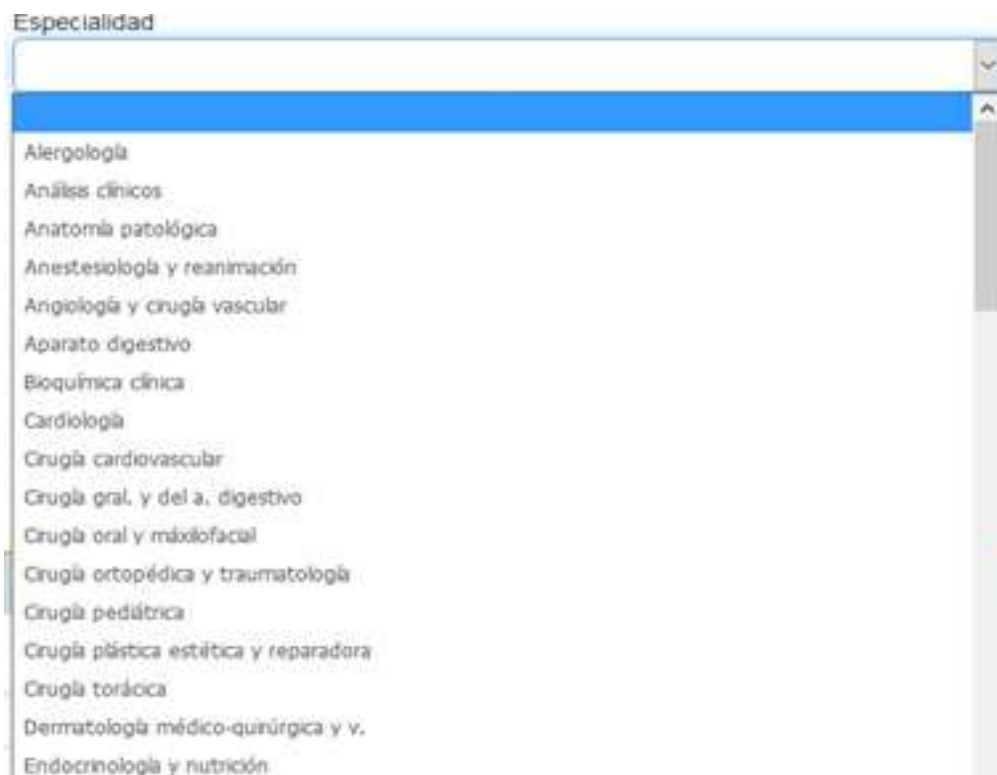 Especialidad
Alergología
Análisis clínicos
Anatomía patológica
Anestesiología y reanimación
Angiología y cirugía vascular
Aparato digestivo
Bioquímica clínica
Cardiología
Cirugía cardiovascular
Cirugía gral. y del a. digestivo
Cirugía oral y máxilofacial
Cirugía ortopédica y traumatología
Cirugía pediátrica
Cirugía plástica estética y reparadora
Cirugía torácica
Dermatología médico-quirúrgica y v.
Endocrinología y nutrición